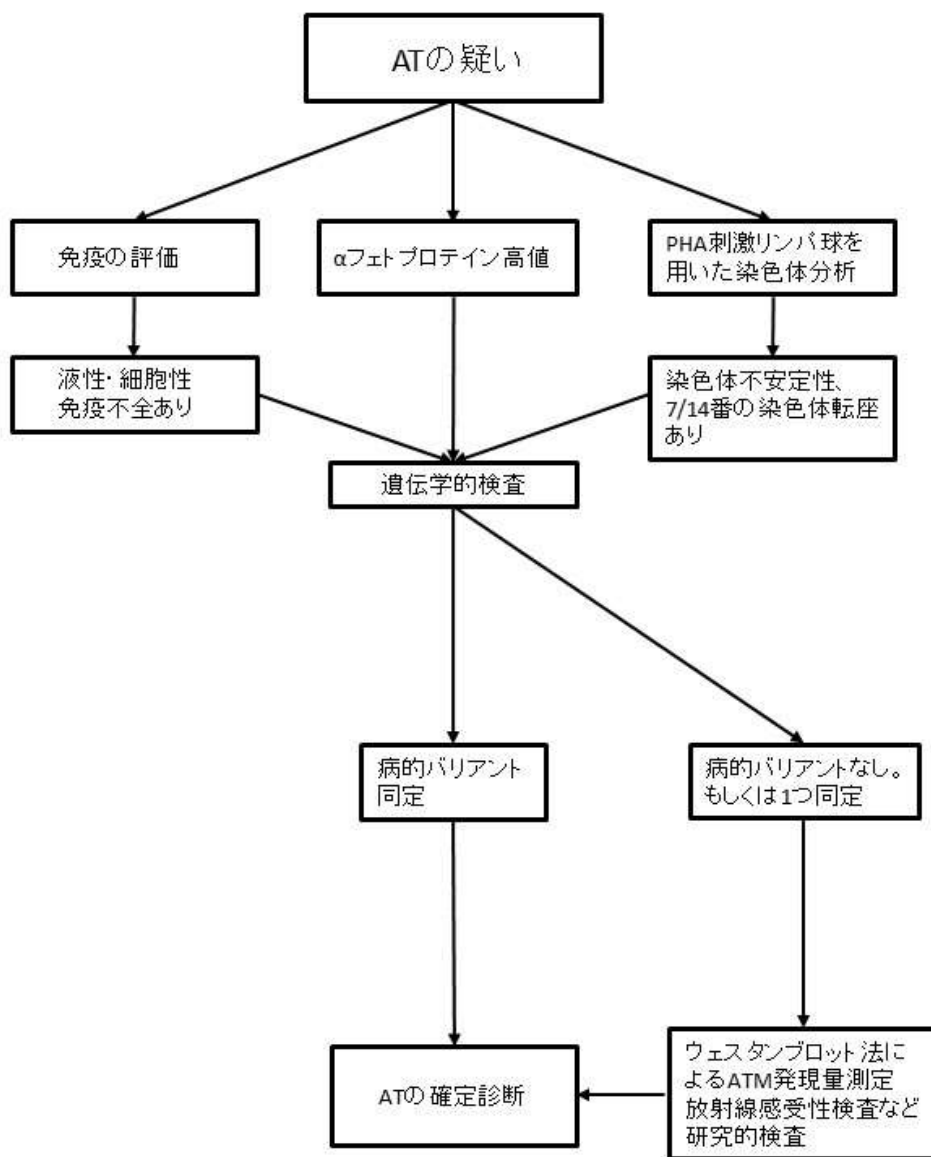 ATの疑い
免疫の評価
αフェトプロテイン高値
PHA刺激リンパ球を
用いた染色体分析
液性・細胞性
免疫不全あり
染色体不安定性、
7/14番の染色体転座
あり
遺伝学的検査
病的バリアント
同定
病的バリアントなし。
もしくは1つ同定
ATの確定診断
ウェスタンブロット法に
よるATM発現量測定
放射線感受性検査など
研究的検査